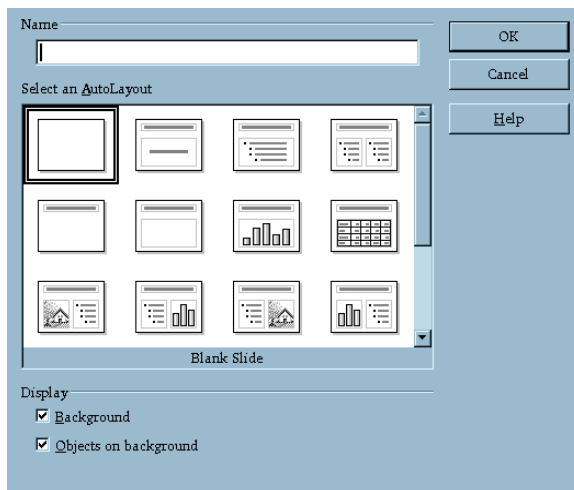 Name
OK
Cancel
Select an AutoLayout
Help
Blank Slide
Display
Background
Objects on background